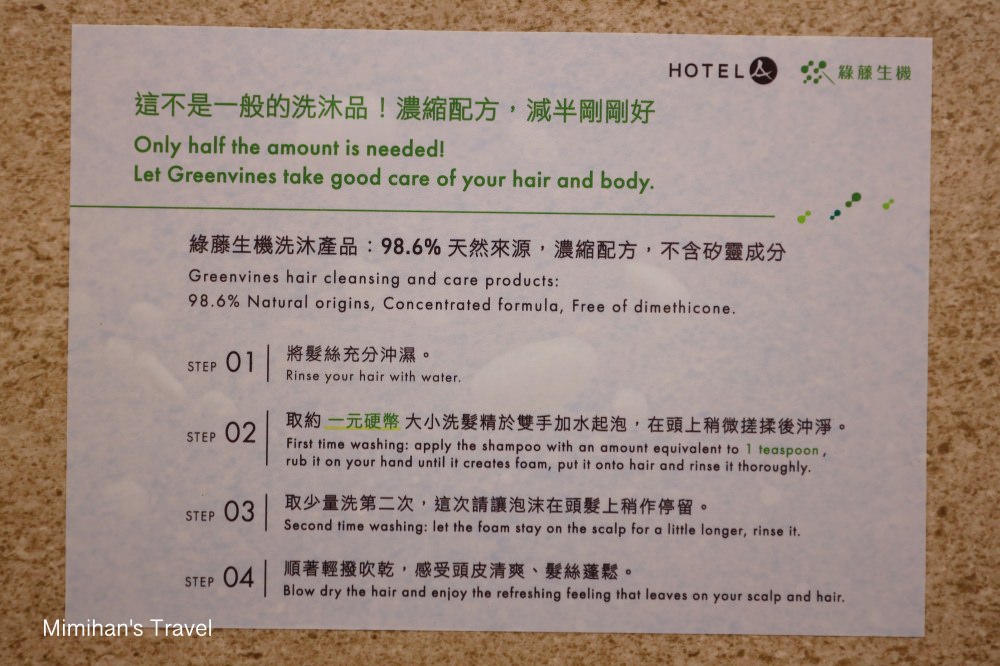 HOTEL 綠藤生機
這不是一般的洗沐品！濃縮配方，減半剛剛好
Only half the amount is needed!
Let Greenvines take good care of your hair and body.
綠藤生機洗沐產品：98.6% 天然來源，濃縮配方，不含矽靈成分
Greenvines hair cleansing and care products:
98.6% Natural origins, Concentrated formula, Free of dimethicone.
STEP 01
將髮絲充分沖濕。
Rinse your hair with water.
STEP 02
取約 一元硬幣 大小洗髮精於雙手加水起泡，在頭上稍微搓揉後沖淨。
First time washing: apply the shampoo with an amount equivalent to 1 teaspoon,
rub it on your hand until it creates foam, put it onto hair and rinse it thoroughly.
STEP 03
取少量洗第二次，這次請讓泡沫在頭髮上稍作停留。
Second time washing: let the foam stay on the scalp for a little longer, rinse it.
STEP 04
順著輕撥吹乾，感受頭皮清爽、髮絲蓬鬆。
Blow dry the hair and enjoy the refreshing feeling that leaves on your scalp and hair.
Mimihan's Travel